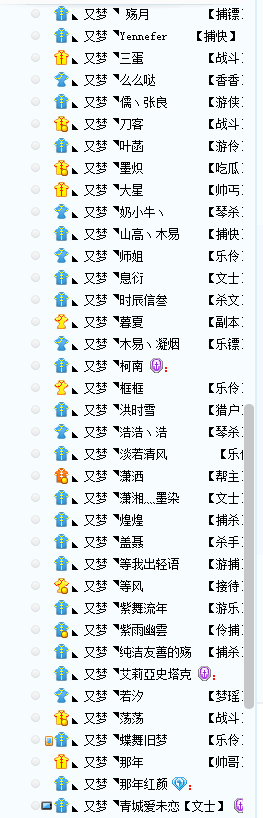 又梦 ◥ 殇月 【捕镖
又梦 ◥Yennefer 【捕快】
又梦 ◥三蛋 【战斗
又梦 ◥么么哒 【香香
又梦 ◥儒丶张良 【游侠
又梦 ◥刀客 【战斗
又梦 ◥叶菡 【游伶
又梦 ◥墨炽 【吃瓜
又梦 ◥大星 【帅丐
又梦 ◥奶小牛丶 【琴杀
又梦 ◥山高丶木易 【捕快
又梦 ◥师姐 【乐伶
又梦 ◥息衍 【文士
又梦 ◥时辰信叁 【杀文
又梦 ◥暮夏 【副本
又梦 ◥木易丶凝烟 【乐镖
又梦 ◥柯南
又梦 ◥框框 【乐伶
又梦 ◥洪时雪 【猎户
又梦 ◥浩浩丶浩 【琴杀
又梦 ◥淡若清风 【乐
又梦 ◥潇洒 【帮主
又梦 ◥潇湘灬墨染 【文士
又梦 ◥煌煌 【捕杀
又梦 ◥盖聂 【杀手
又梦 ◥等我出轻语 【游捕
又梦 ◥等风 【接待
又梦 ◥紫舞流年 【游乐
又梦 ◥紫雨幽雲 【伶捕
又梦 ◥纯洁友善的殇 【捕杀
又梦 ◥艾莉亞史塔克
又梦 ◥若汐 【梦瑶
又梦 ◥荡荡 【战斗
又梦 ◥蝶舞旧梦 【乐伶
又梦 ◥那年 【帅哥
又梦 ◥那年红颜
又梦 ◥青城爱未恋【文士】